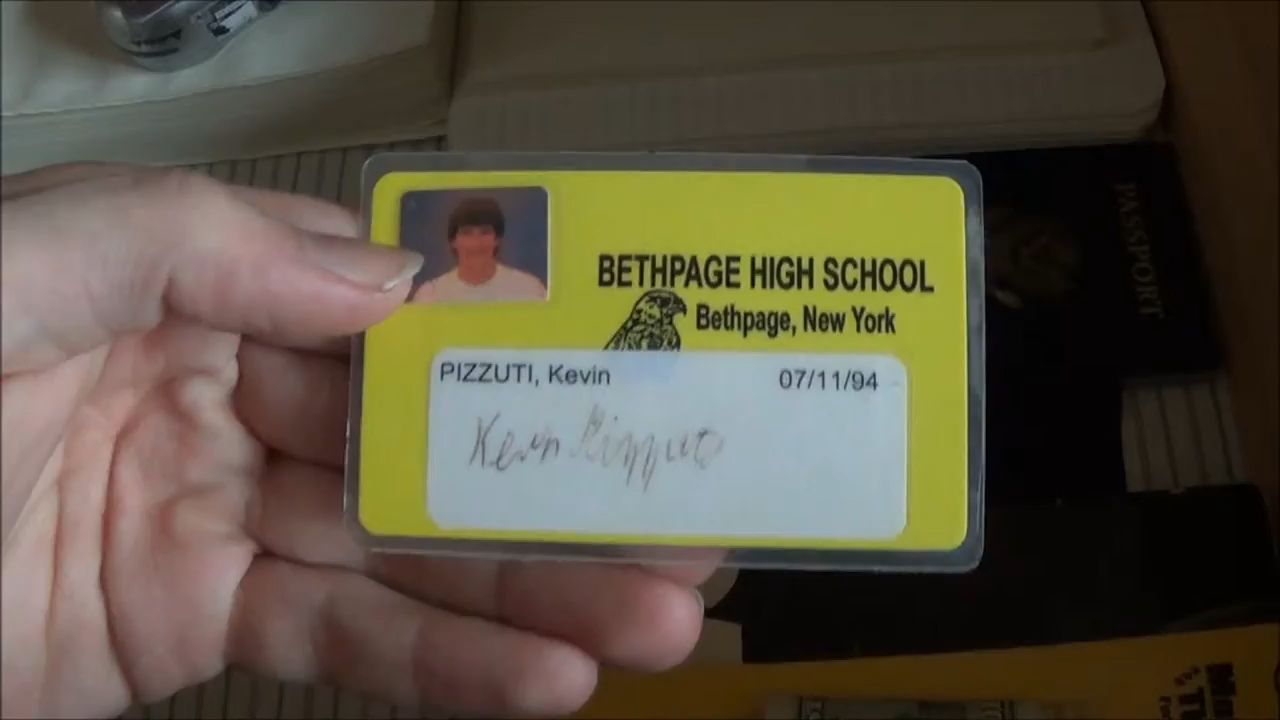 BETHPAGE HIGH SCHOOL
Bethpage, New York
PIZZUTI, Kevin 07/11/94
Kevin Pizzuti
PASSPORT